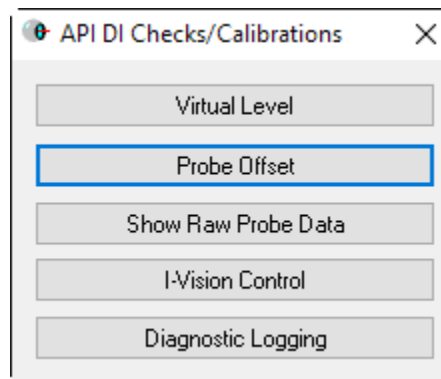 API DI Checks/Calibrations
Virtual Level
Probe Offset
Show Raw Probe Data
I-Vision Control
Diagnostic Logging